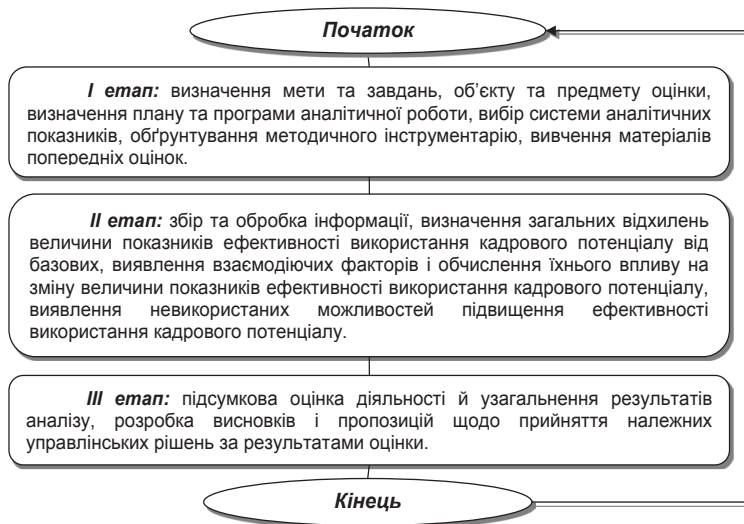 Початок
І етап: визначення мети та завдань, об’єкту та предмету оцінки,
визначення плану та програми аналітичної роботи, вибір системи аналітичних
показників, обґрунтування методичного інструментарію, вивчення матеріалів
попередніх оцінок.
ІІ етап: збір та обробка інформації, визначення загальних відхилень
величини показників ефективності використання кадрового потенціалу від
базових, виявлення взаємодіючих факторів і обчислення їхнього впливу на
зміну величини показників ефективності використання кадрового потенціалу,
виявлення невикористаних можливостей підвищення ефективності
використання кадрового потенціалу.
ІІІ етап: підсумкова оцінка діяльності й узагальнення результатів
аналізу, розробка висновків і пропозицій щодо прийняття належних
управлінських рішень за результатами оцінки.
Кінець